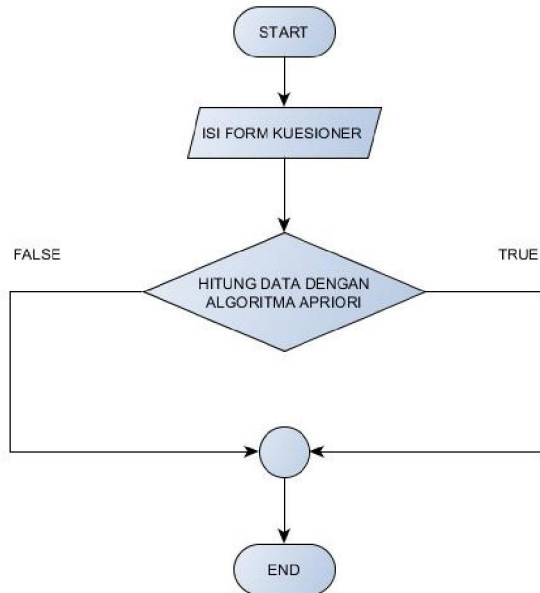 START
ISI FORM KUESIONER
FALSE
TRUE
HITUNG DATA DENGAN
ALGORITMA APRIORI
END